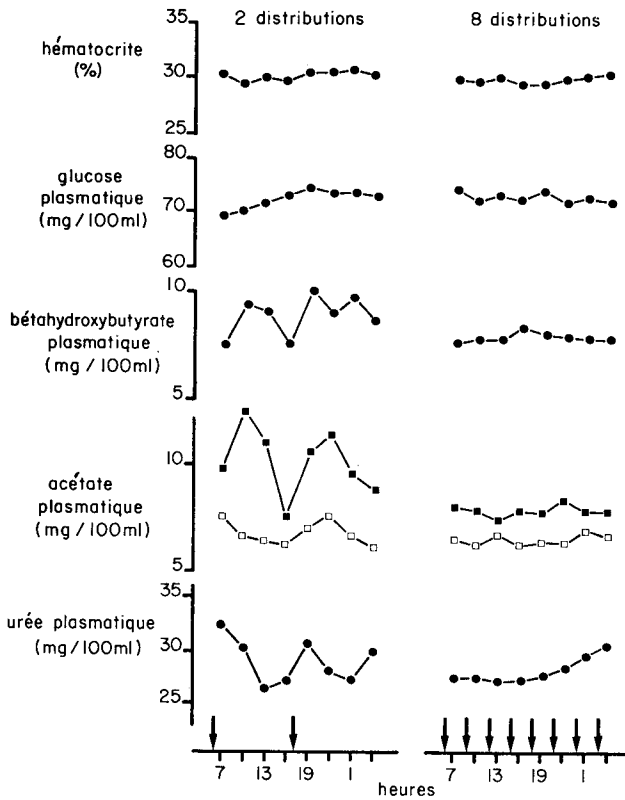 2 distributions
8 distributions
hématocrite
(%)
35
30
25
glucose
plasmatique
(mg/100ml)
80
70
60
bétahydroxybutyrate
plasmatique
(mg / 100ml)
10
5
acétate
plasmatique
(mg / 100ml)
10
5
urée plasmatique
(mg/100ml)
35
30
25
7 13 19 1
7 13 19 1
heures